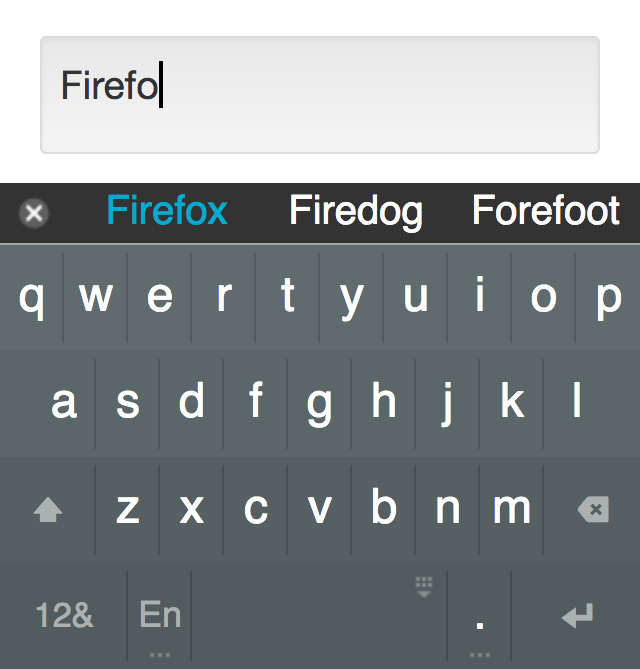 Firefo
Firefox Firedog Forefoot
q w e r t y u i o p
a s d f g h j k l
z x c v b n m
12& En .